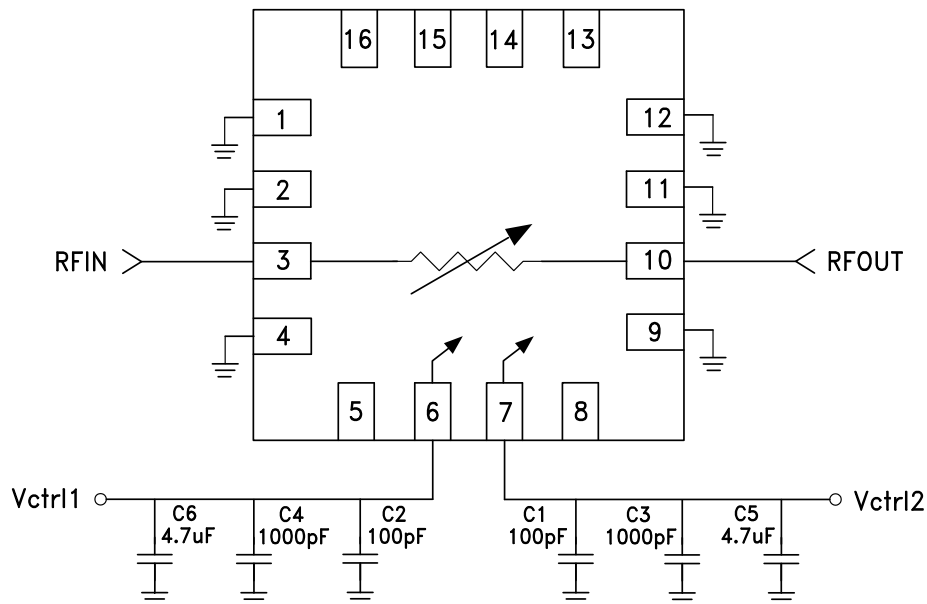 16 15 14 13
1 12
2 11
RFIN 3 10 RFOUT
4 9
5 6 7 8
Vctrl1 Vctrl2
C6 C4 C2 C1 C3 C5
4.7uF 1000pF 100pF 100pF 1000pF 4.7uF